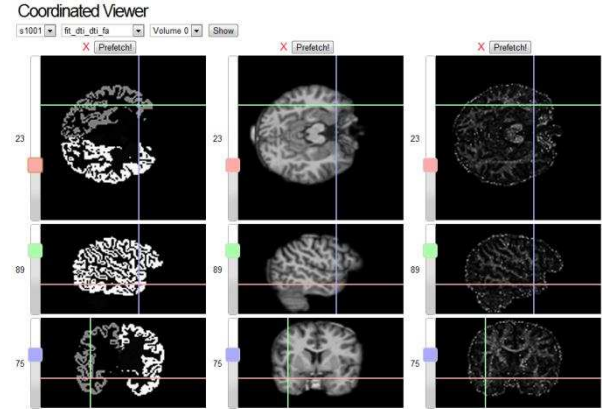 Coordinated Viewer
s1001 fit_dti_dti_fa Volume 0 Show
X Prefetch! X Prefetch! X Prefetch!
23 23 23
89 89 89
75 75 75